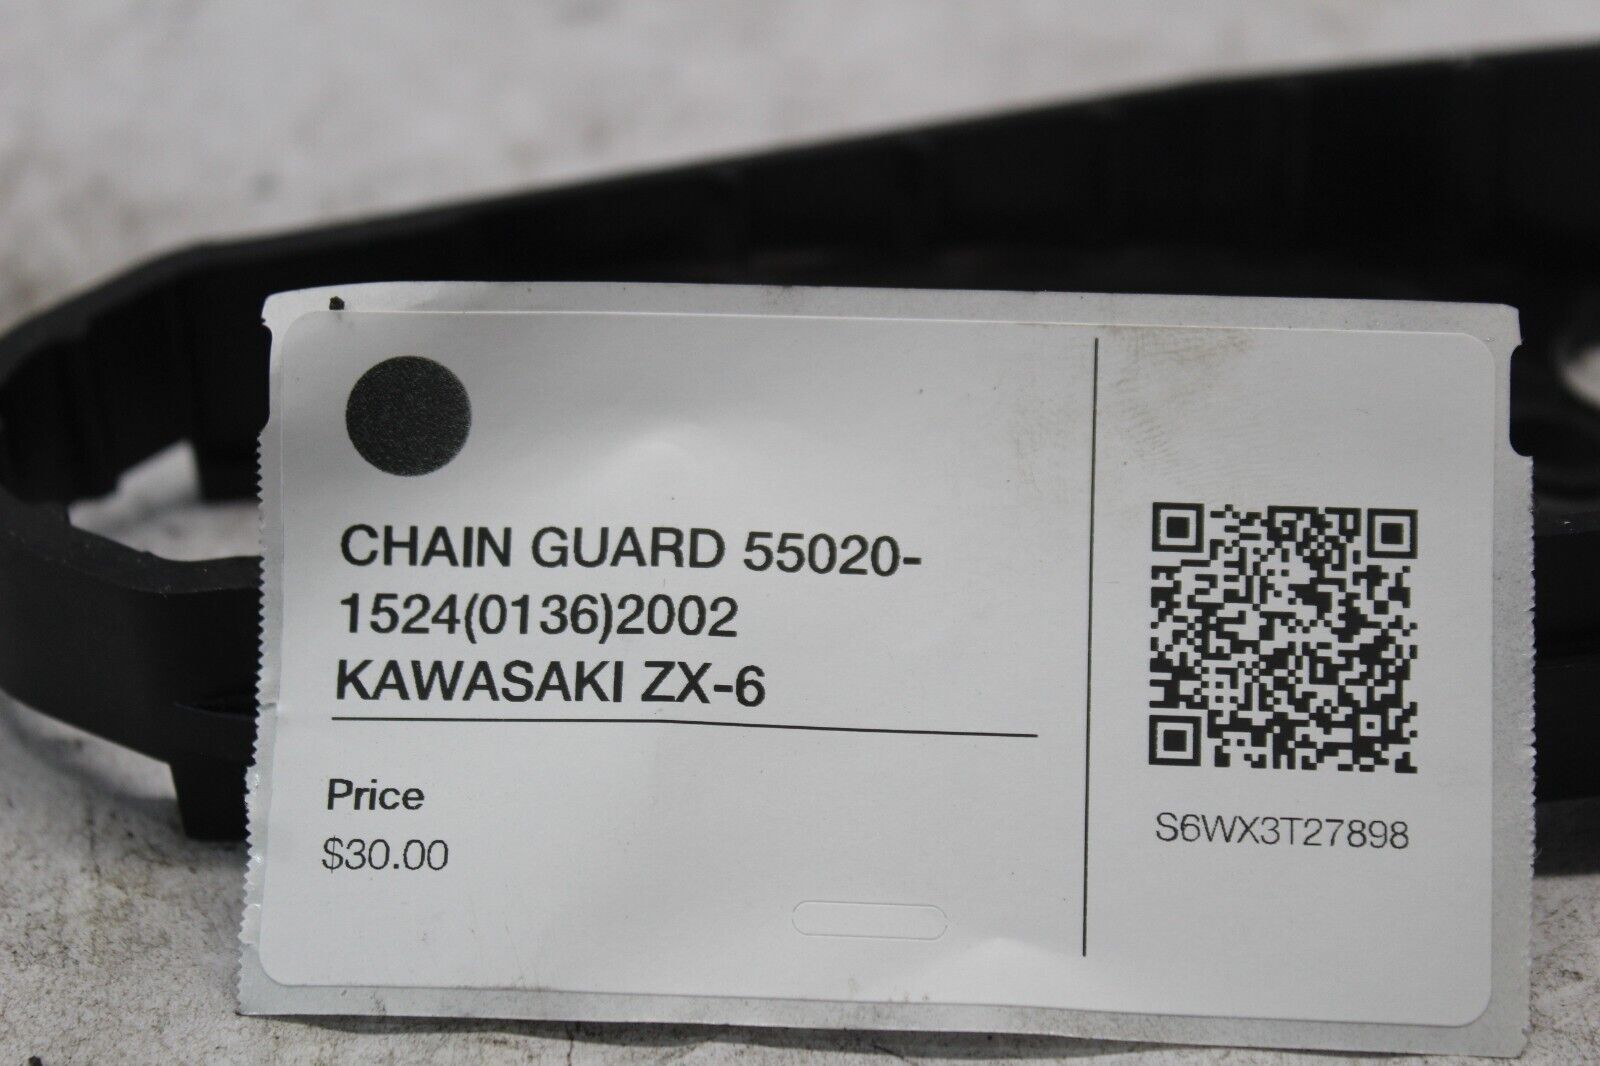 CHAIN GUARD 55020-
1524(0136)2002
KAWASAKI ZX-6
Price
$30.00
S6WX3T27898